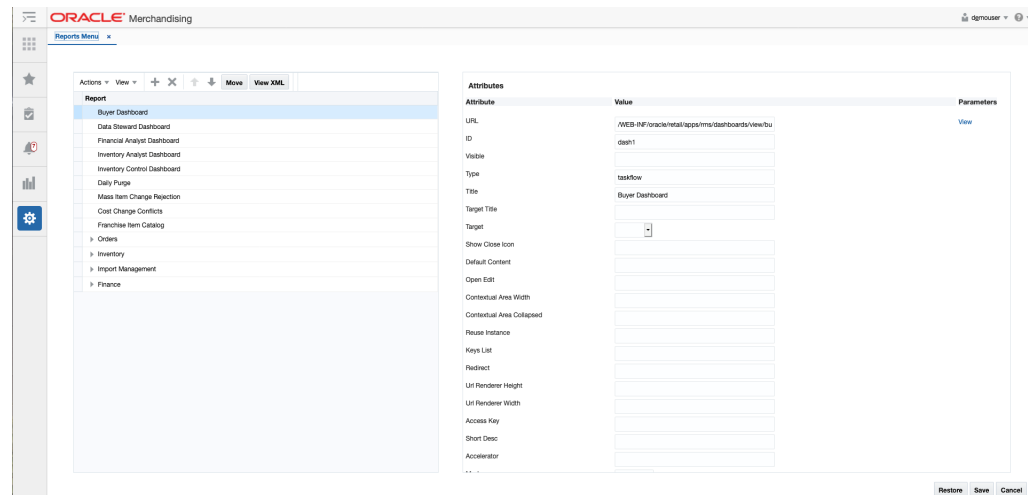 ORACLE® Merchandising
demouser
Reports Menu ×
Actions View Move View XML
Report
Buyer Dashboard
Data Steward Dashboard
Financial Analyst Dashboard
Inventory Analyst Dashboard
Inventory Control Dashboard
Daily Purge
Mass Item Change Rejection
Cost Change Conflicts
Franchise Item Catalog
Orders
Inventory
Import Management
Finance
Attributes
Attribute Value Parameters
URL /WEB-INF/oracle/retail/apps/rms/dashboards/view/bu View
ID dash1
Visible
Type taskflow
Title Buyer Dashboard
Target Title
Target
Show Close Icon
Default Content
Open Edit
Contextual Area Width
Contextual Area Collapsed
Reuse Instance
Keys List
Redirect
Url Renderer Height
Url Renderer Width
Access Key
Short Desc
Accelerator
Restore Save Cancel